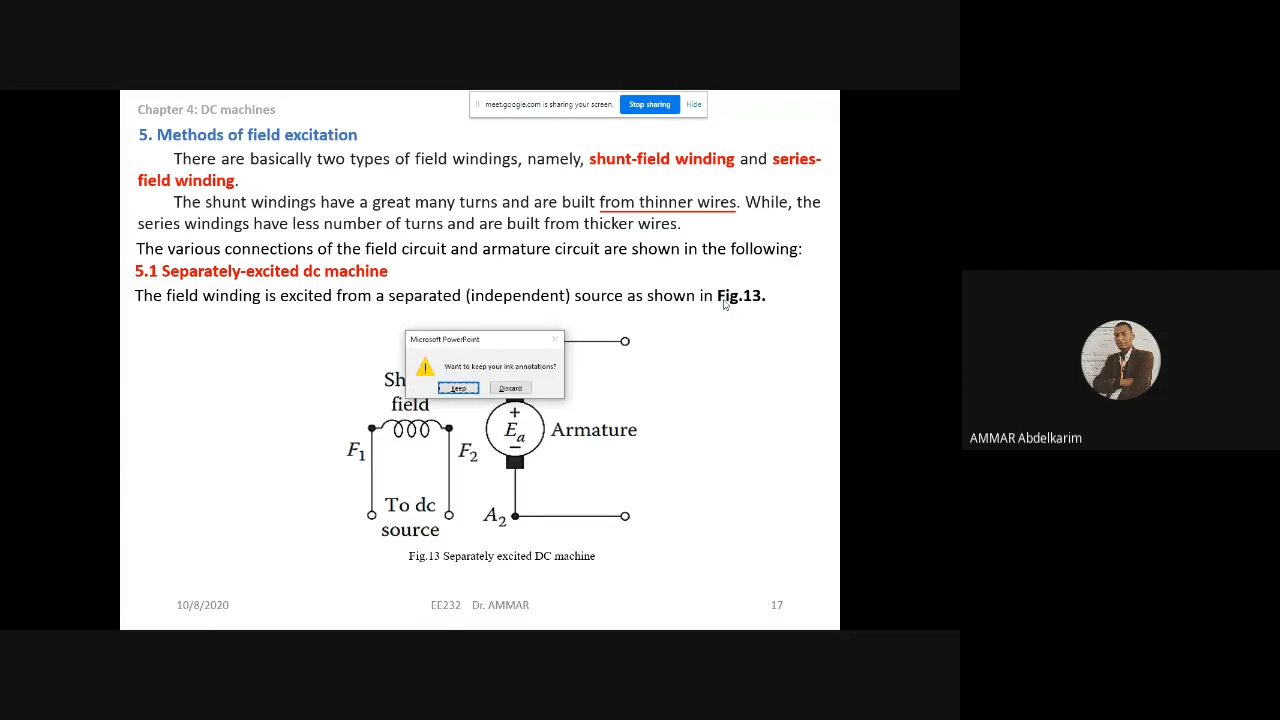 Chapter 4: DC machines
meet.google.com is sharing your screen.
Stop sharing
Hide
5. Methods of field excitation
There are basically two types of field windings, namely, shunt-field winding and series-
field winding.
The shunt windings have a great many turns and are built from thinner wires. While, the
series windings have less number of turns and are built from thicker wires.
The various connections of the field circuit and armature circuit are shown in the following:
5.1 Separately-excited dc machine
The field winding is excited from a separated (independent) source as shown in Fig.13.
Microsoft PowerPoint
Want to keep your ink annotations?
Keep
Discard
Sh
field
+
Ea
−
Armature
F1
F2
To dc
source
A2
Fig.13 Separately excited DC machine
10/8/2020
EE232 Dr. AMMAR
17
AMMAR Abdelkarim